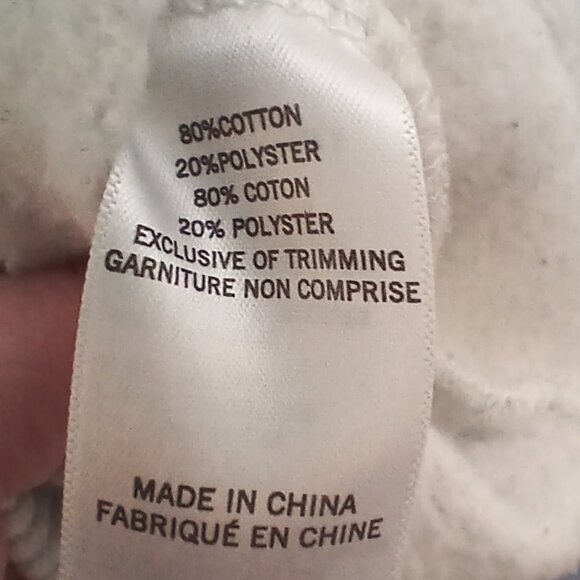 80%COTTON
20%POLYSTER
80% COTON
20% POLYSTER
EXCLUSIVE OF TRIMMING
GARNITURE NON COMPRISE
MADE IN CHINA
FABRIQUÉ EN CHINE